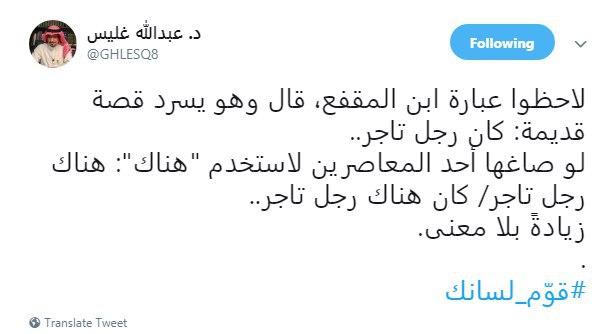 د. عبدالله غليس
@GHLESQ8
Following
لاحظوا عبارة ابن المقفع، قال وهو يسرد قصة
قديمة: كان رجل تاجر..
لو صاغها أحد المعاصرين لاستخدم "هناك": هناك
رجل تاجر/ كان هناك رجل تاجر..
زيادةً بلا معنى.
.
#قوّم_لسانك
Translate Tweet